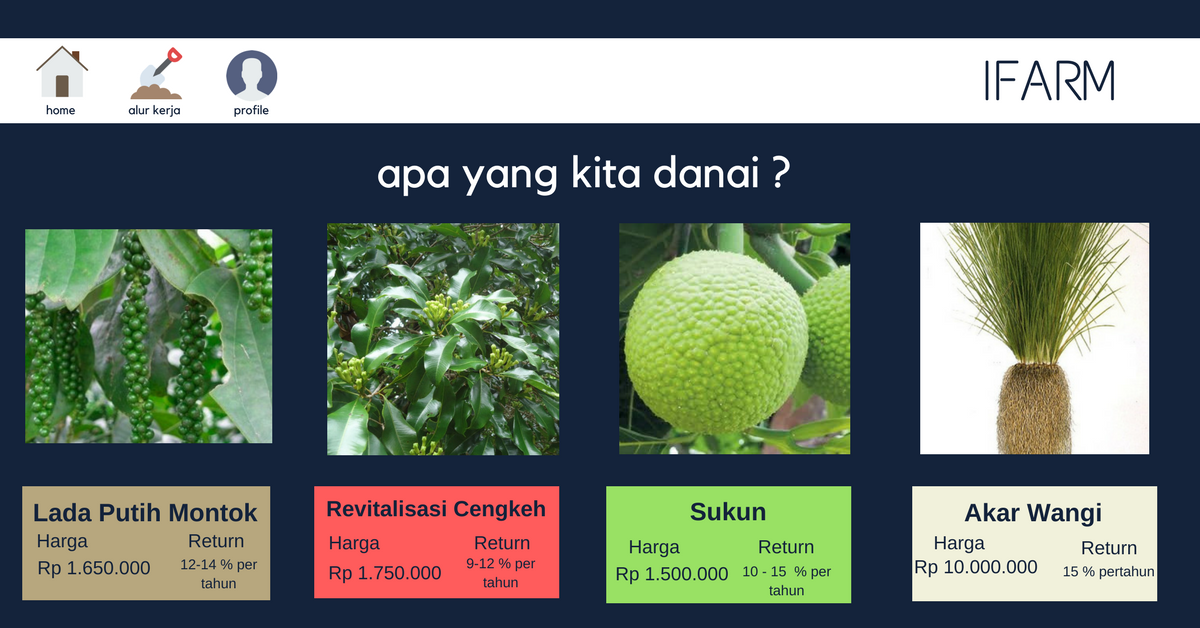 home
alur kerja
profile
IFARM
apa yang kita danai ?
Lada Putih Montok
Harga
Return
Rp 1.650.000
12-14 % per
tahun
Revitalisasi Cengkeh
Harga
Return
Rp 1.750.000
9-12 % per
tahun
Sukun
Harga
Return
Rp 1.500.000
10 - 15 % per
tahun
Akar Wangi
Harga
Return
Rp 10.000.000
15 % pertahun